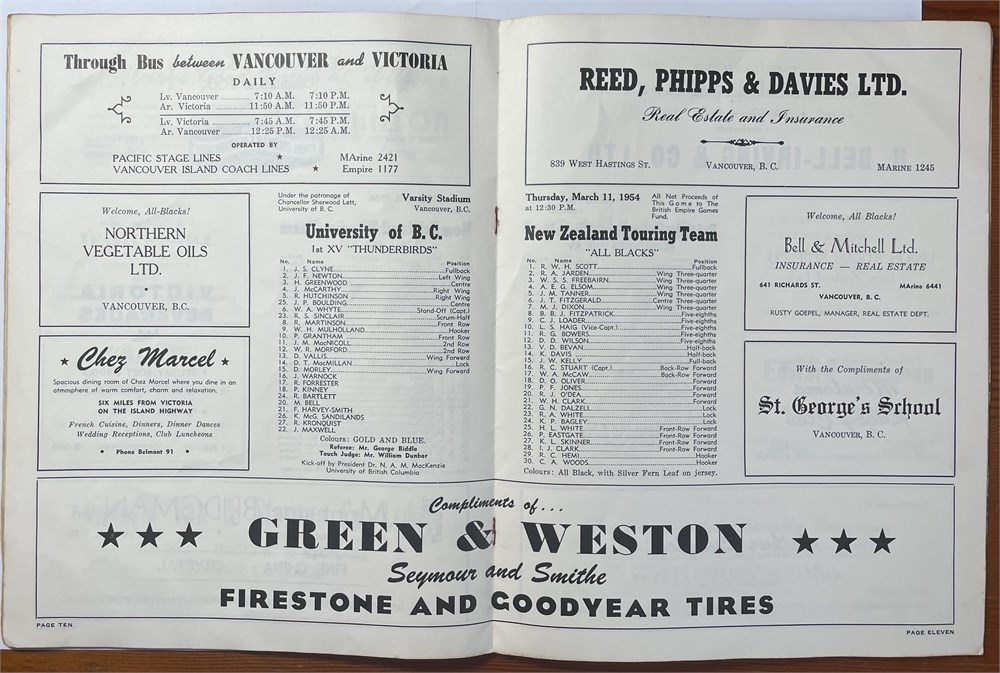 Through Bus between VANCOUVER and VICTORIA
DAILY
Lv. Vancouver ........... 7:10 A.M. 7:10 P.M.
Ar. Victoria ............... 11:50 A.M. 11:50 P.M.
Lv. Victoria ............... 7:45 A.M. 7:45 P.M.
Ar. Vancouver ........... 12:25 P.M. 12:25 A.M.
OPERATED BY
PACIFIC STAGE LINES ★ MArine 2421
VANCOUVER ISLAND COACH LINES ★ Empire 1177
Welcome, All-Blacks!
NORTHERN
VEGETABLE OILS
LTD.
•
VANCOUVER, B.C.
★ Chez Marcel ★
Spacious dining room of Chez Marcel where you dine in an
atmosphere of warm comfort, charm and relaxation.
SIX MILES FROM VICTORIA
ON THE ISLAND HIGHWAY
French Cuisine, Dinners, Dinner Dances
Wedding Receptions, Club Luncheons
• Phone Belmont 91 •
Under the patronage of
Chancellor Sherwood Lett,
University of B. C.
Varsity Stadium
Vancouver, B.C.
University of B. C.
1st XV "THUNDERBIRDS"
No. Name Position
1. J. S. CLYNE Fullback
2. J. F. NEWTON Left Wing
3. H. GREENWOOD Centre
4. J. McCARTHY Right Wing
5. R. HUTCHINSON Right Wing
25. J. P. BOULDING Centre
6. W. A. WHYTE Stand-Off (Capt.)
23. R. S. SINCLAIR Scrum-Half
8. R. MARTINSON Front Row
9. W. H. MULHOLLAND Hooker
10. P. GRANTHAM Front Row
11. J. M. MacNICOLL 2nd Row
12. W. R. MORFORD 2nd Row
13. D. VALLIS Wing Forward
14. D. T. MacMILLAN Lock
15. D. MORLEY Wing Forward
16. J. WARNOCK
17. R. FORRESTER
18. P. KINNEY
24. R. BARTLETT
20. M. BELL
21. F. HARVEY-SMITH
26. K. McG. SANDILANDS
27. R. KRONQUIST
22. J. MAXWELL
Colours: GOLD AND BLUE.
Referee: Mr. George Biddle
Touch Judge: Mr. William Dunbar
Kick-off by President Dr. N. A. M. MacKENZIE
University of British Columbia
REED, PHIPPS & DAVIES LTD.
Real Estate and Insurance
839 WEST HASTINGS ST. VANCOUVER, B. C. MARINE 1245
Thursday, March 11, 1954
at 12:30 P.M.
All Net Proceeds of
This Game to The
British Empire Games
Fund.
New Zealand Touring Team
"ALL BLACKS"
No. Name Position
1. R. W. H. SCOTT Fullback
2. R. A. JARDEN Wing Three-quarter
3. W. S. S. FREEBAIRN Wing Three-quarter
4. A. E. G. ELSOM Wing Three-quarter
5. J. M. TANNER Wing Three-quarter
6. J. T. FITZGERALD Centre Three-quarter
7. M. J. DIXON Wing Three-quarter
8. B. B. J. FITZPATRICK Five-eighths
9. C. J. LOADER Five-eighths
10. L. S. HAIG (Vice-Capt.) Five-eighths
11. R. G. BOWERS Five-eighths
12. D. D. WILSON Five-eighths
13. V. D. BEVAN Half-back
14. K. DAVIS Half-back
15. J. W. KELLY Full-back
16. R. C. STUART (Capt.) Back-Row Forward
17. W. A. McCAW Back-Row Forward
18. D. O. OLIVER Forward
19. P. F. JONES Forward
20. R. J. O'DEA Forward
21. W. H. CLARK Forward
22. G. N. DALZELL Lock
23. R. A. WHITE Lock
24. K. P. BAGLEY Lock
25. H. L. WHITE Front-Row Forward
26. P. EASTGATE Front-Row Forward
27. K. L. SKINNER Front-Row Forward
28. I. J. CLARK Front-Row Forward
29. R. C. HEMI Hooker
30. C. A. WOODS Hooker
Colours: All Black, with Silver Fern Leaf on jersey.
Welcome, All Blacks!
Bell & Mitchell Ltd.
INSURANCE — REAL ESTATE
641 RICHARDS ST. MArine 6441
VANCOUVER, B. C.
RUSTY GOEPEL, MANAGER, REAL ESTATE DEPT.
With the Compliments of
St. George's School
VANCOUVER, B. C.
Compliments of...
★ ★ ★ GREEN & WESTON ★ ★ ★
Seymour and Smithe
FIRESTONE AND GOODYEAR TIRES
PAGE TEN
PAGE ELEVEN